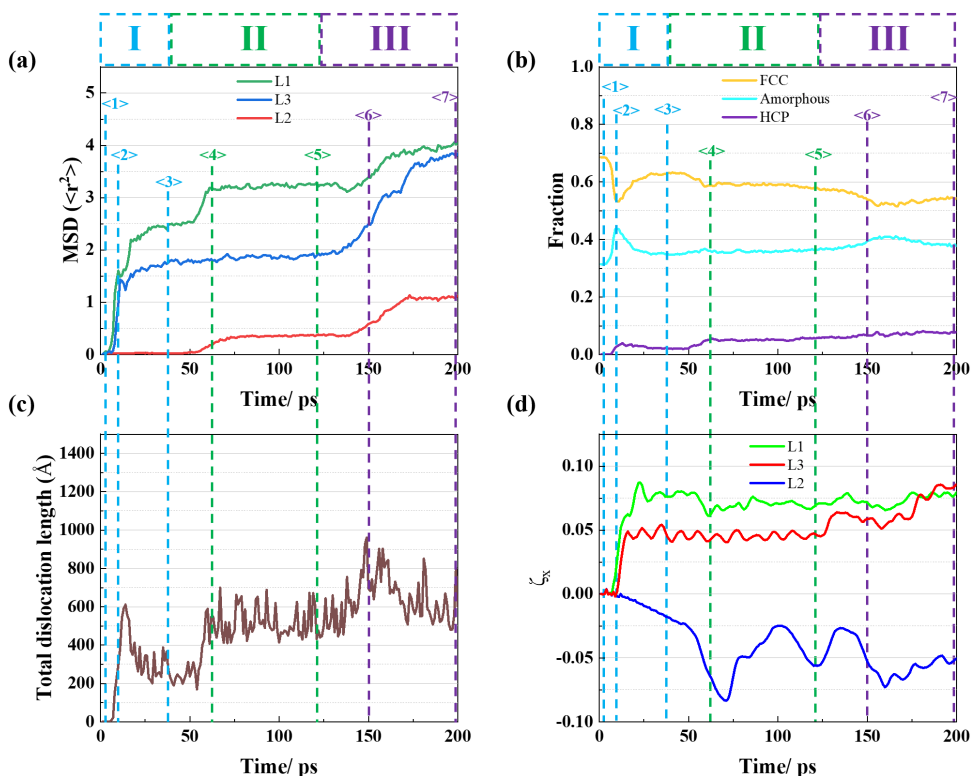 I II III I II III
(a) (b)
5 1.0
L1 FCC
<1> <7> L3 <1> Amorphous <7>
4 L2 0.8 <2> <3> HCP <6>
<6>
<2> <3> <4> <5> <4> <5>
3 0.6
MSD (<r²>) Fraction
2 0.4
1 0.2
0 0.0
0 50 100 150 200 0 50 100 150 200
Time/ ps Time/ ps
(c) (d)
1400 0.10 L1
1200 L3
1000 0.05 L2
800
Total dislocation length (Å) ζx 0.00
600
400 -0.05
200
0 -0.10
0 50 100 150 200 0 50 100 150 200
Time/ ps Time/ ps